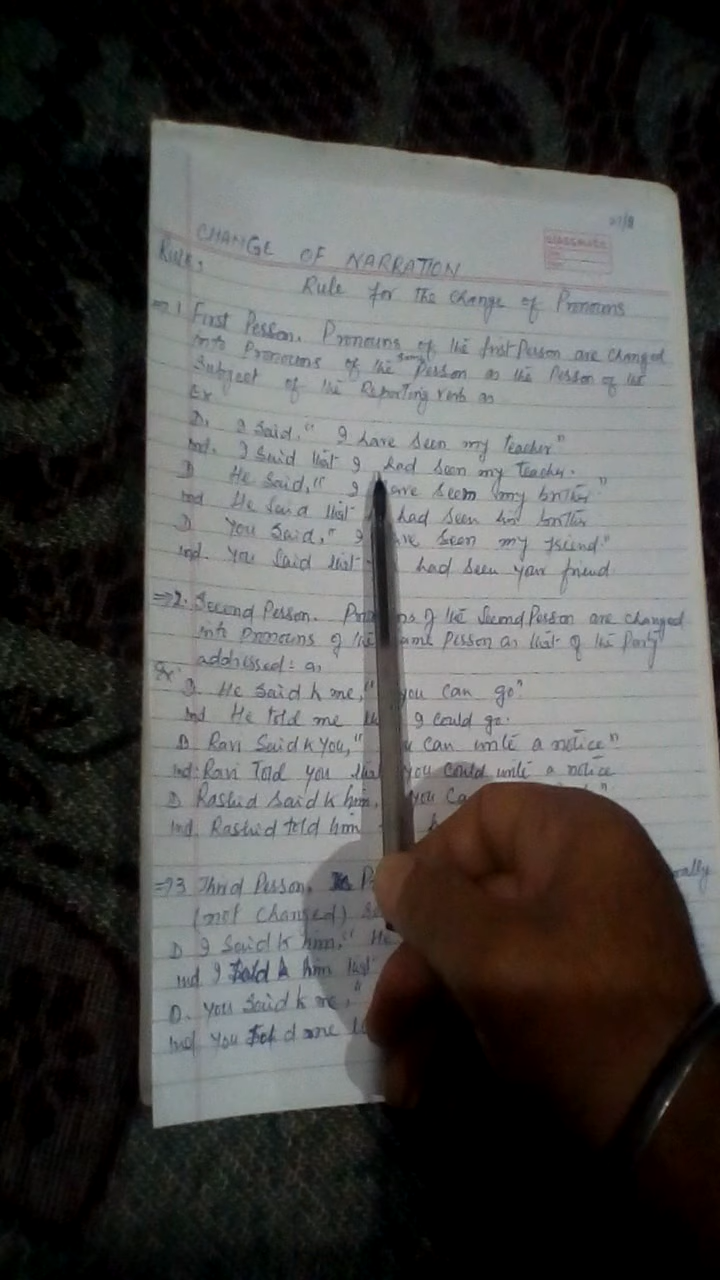 27/8
classmate
CHANGE OF NARRATION
Rules
Rule for the change of Pronouns
⇒ 1. First Person. Pronouns of the first Person are changed
into Pronouns of the same Person as the Person of the
Subject of the Reporting verb as
Ex
D. I said, "I have seen my teacher"
Ind. I said that I had seen my teacher.
D He said, "I are seen my brother"
Ind He said that had seen his brother
D You said, " have seen my friend."
Ind. You said that had seen your friend
⇒ 2. Second Person. of the Second Person are changed
into Pronouns of the ame Person as that of the Party
addressed: as
Ex.
D. He said to me, "you can go"
Ind He told me I could go.
D Ravi Said to you, " can write a notice"
Ind: Ravi Told you that you could write a notice
D Rashid said to him, you Ca
Ind Rashid told him
⇒ 3 Third Person.
(not changed)
D I Said to him, "He
Ind I told him that
D. You Said to me, "
Ind You told me